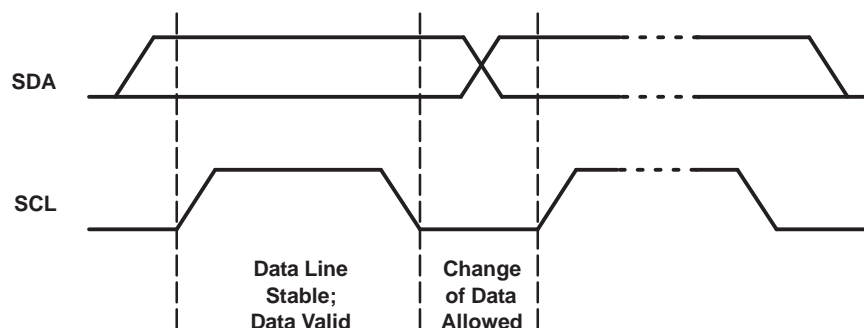 SDA
SCL
Data Line
Stable;
Data Valid
Change
of Data
Allowed